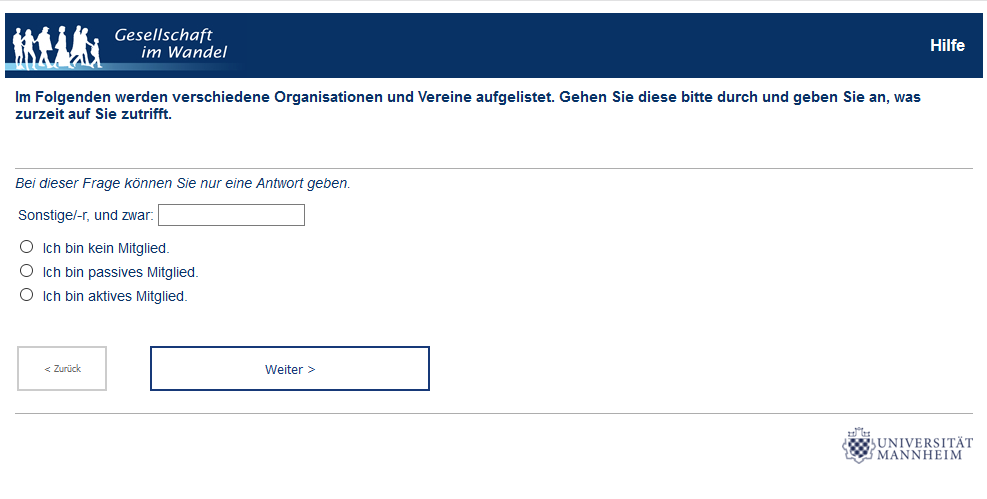 Gesellschaft
im Wandel
Hilfe
Im Folgenden werden verschiedene Organisationen und Vereine aufgelistet. Gehen Sie diese bitte durch und geben Sie an, was
zurzeit auf Sie zutrifft.
Bei dieser Frage können Sie nur eine Antwort geben.
Sonstige/-r, und zwar:
Ich bin kein Mitglied.
Ich bin passives Mitglied.
Ich bin aktives Mitglied.
< Zurück
Weiter >
UNIVERSITÄT
MANNHEIM